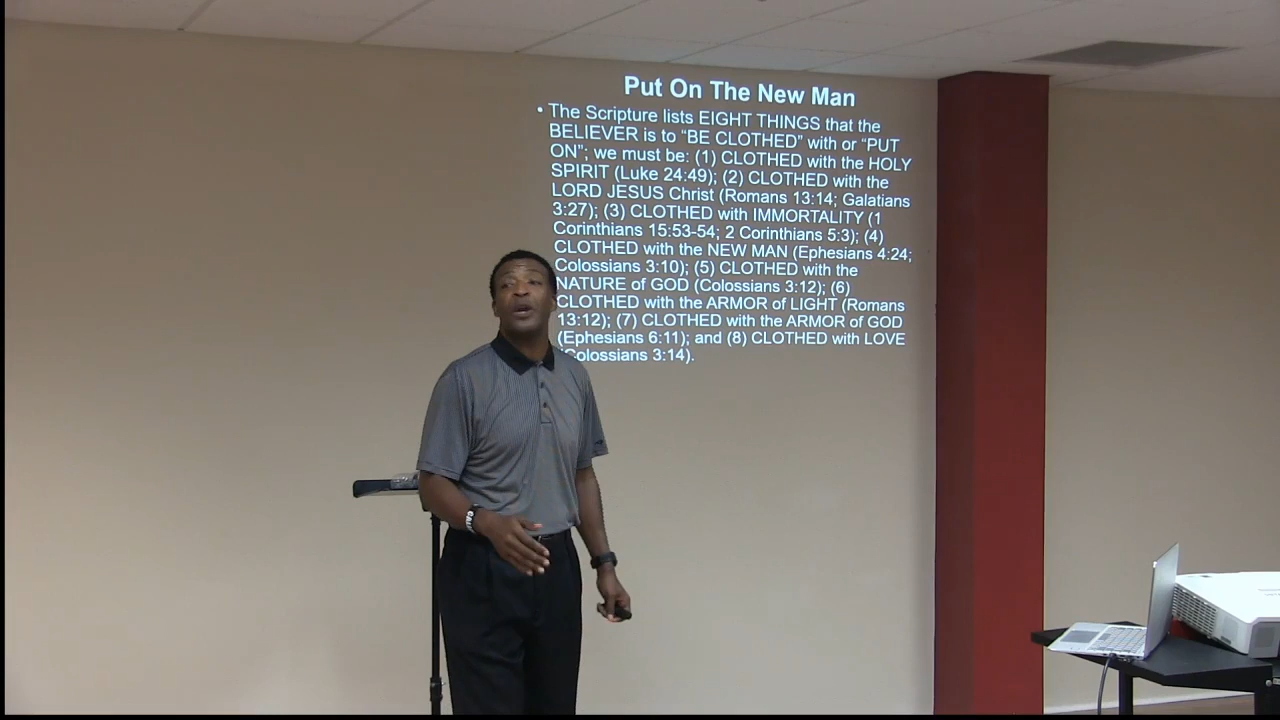 Put On The New Man
• The Scripture lists EIGHT THINGS that the
BELIEVER is to “BE CLOTHED” with or “PUT
ON”; we must be: (1) CLOTHED with the HOLY
SPIRIT (Luke 24:49); (2) CLOTHED with the
LORD JESUS Christ (Romans 13:14; Galatians
3:27); (3) CLOTHED with IMMORTALITY (1
Corinthians 15:53-54; 2 Corinthians 5:3); (4)
CLOTHED with the NEW MAN (Ephesians 4:24;
Colossians 3:10); (5) CLOTHED with the
NATURE of GOD (Colossians 3:12); (6)
CLOTHED with the ARMOR of LIGHT (Romans
13:12); (7) CLOTHED with the ARMOR of GOD
(Ephesians 6:11); and (8) CLOTHED with LOVE
(Colossians 3:14).